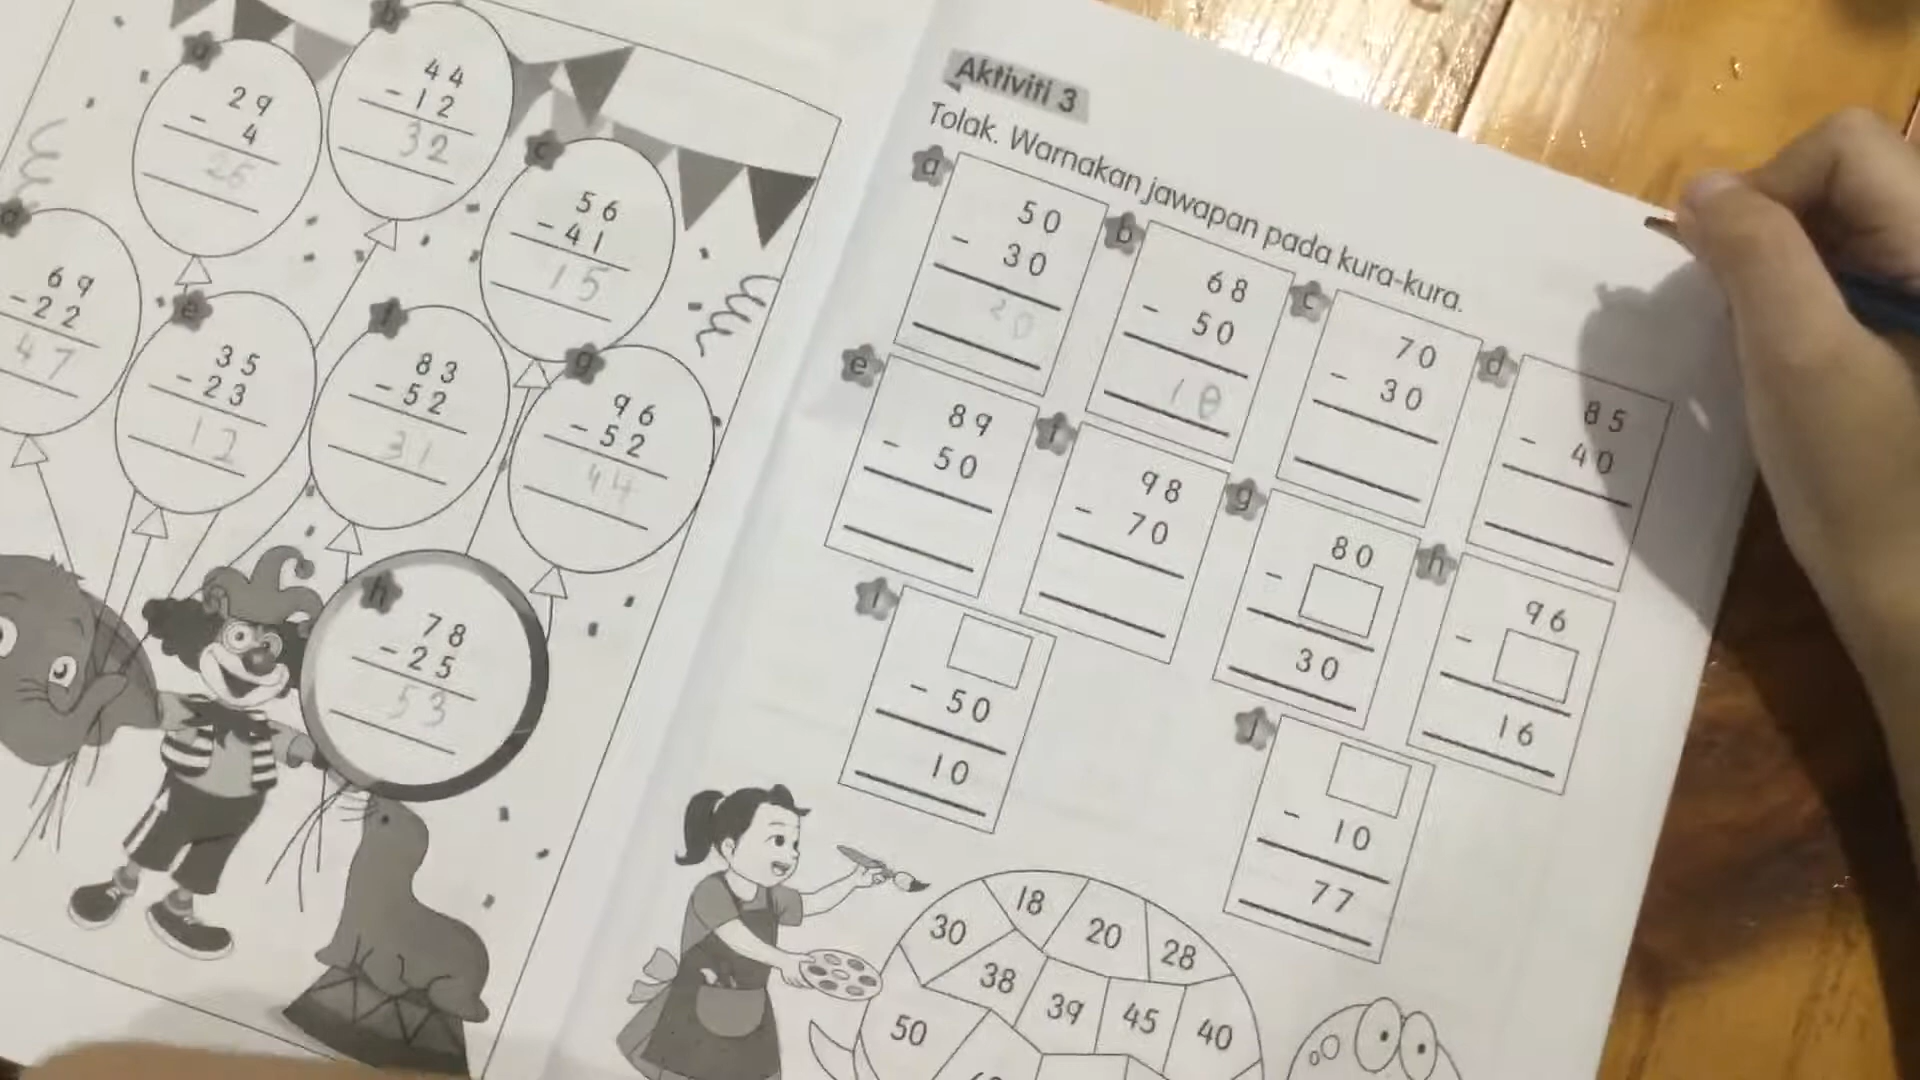 a
29
- 4
25
b
44
-12
32
c
56
-41
15
d
69
-22
47
e
35
-23
12
f
83
-52
31
g
96
-52
44
h
78
-25
53
Aktiviti 3
Tolak. Warnakan jawapan pada kura-kura.
a
50
- 30
20
b
68
- 50
18
c
70
- 30
d
85
- 40
e
89
- 50
f
98
- 70
g
80
-
30
h
96
-
16
i
- 50
10
j
- 10
77
30
18
20
28
38
39
45
40
50